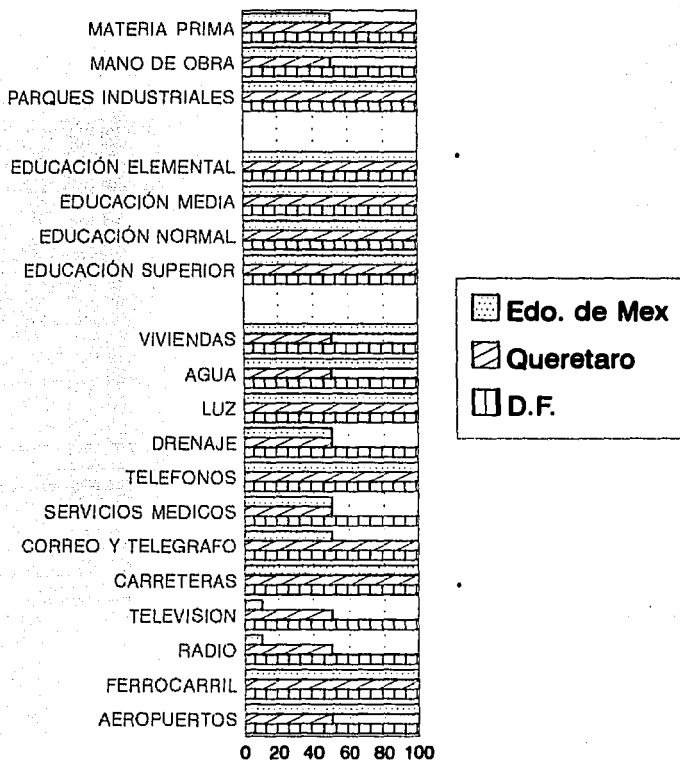 MATERIA PRIMA
MANO DE OBRA
PARQUES INDUSTRIALES
EDUCACIÓN ELEMENTAL
EDUCACIÓN MEDIA
EDUCACIÓN NORMAL
EDUCACIÓN SUPERIOR
VIVIENDAS
AGUA
LUZ
DRENAJE
TELEFONOS
SERVICIOS MEDICOS
CORREO Y TELEGRAFO
CARRETERAS
TELEVISION
RADIO
FERROCARRIL
AEROPUERTOS
0 20 40 60 80 100
Edo. de Mex
Queretaro
D.F.